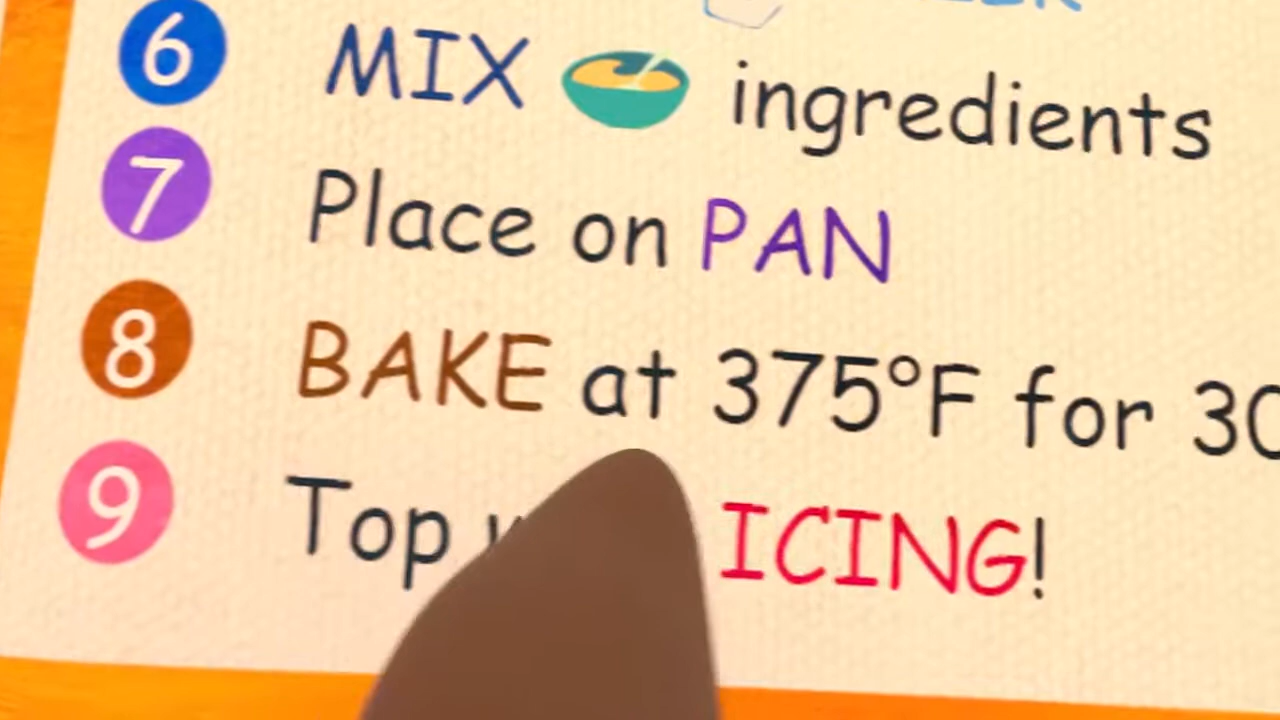 6 MIX ingredients
7 Place on PAN
8 BAKE at 375°F for 30
9 Top ICING!